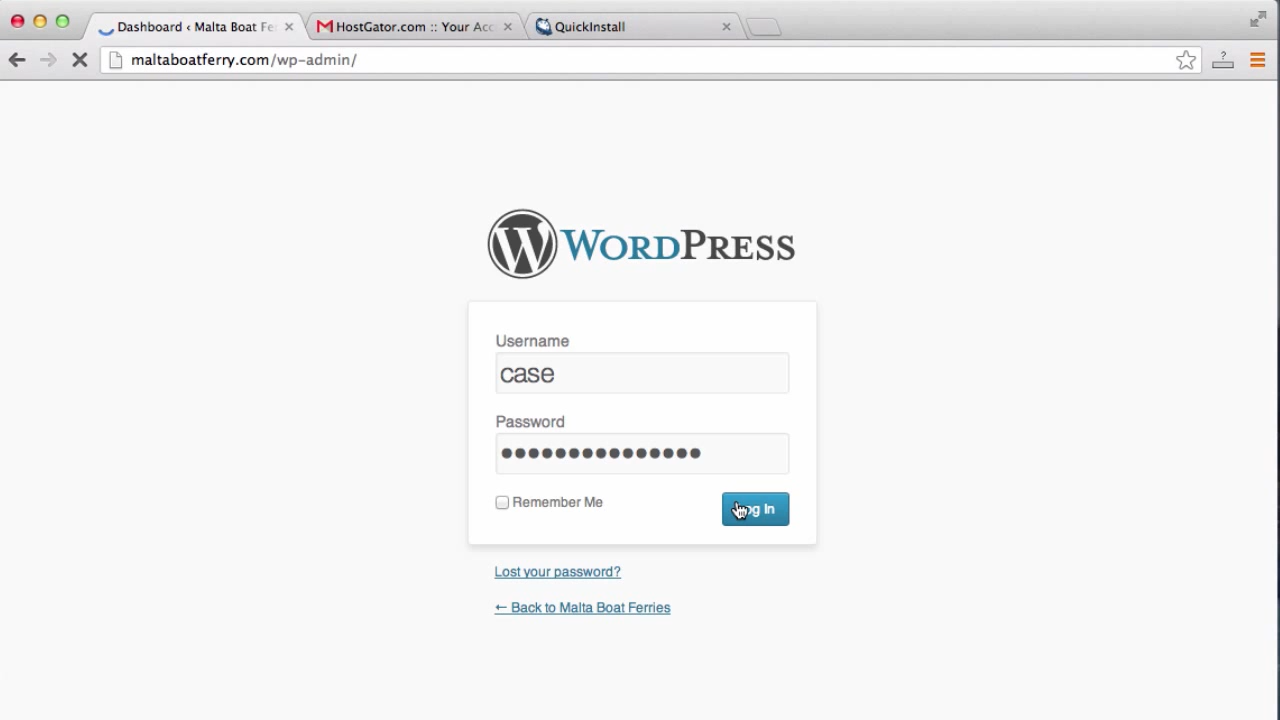 Dashboard ‹ Malta Boat Fe
HostGator.com :: Your Acc
QuickInstall
maltaboatferry.com/wp-admin/
WORDPRESS
Username
case
Password
Remember Me
Log In
Lost your password?
← Back to Malta Boat Ferries